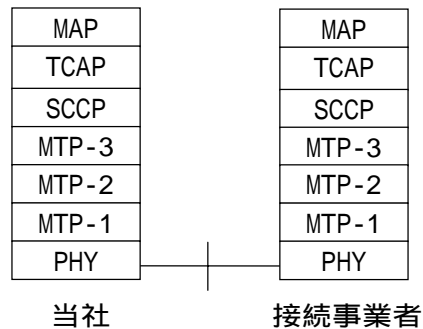 MAP MAP
TCAP TCAP
SCCP SCCP
MTP-3 MTP-3
MTP-2 MTP-2
MTP-1 MTP-1
PHY PHY
当社 接続事業者